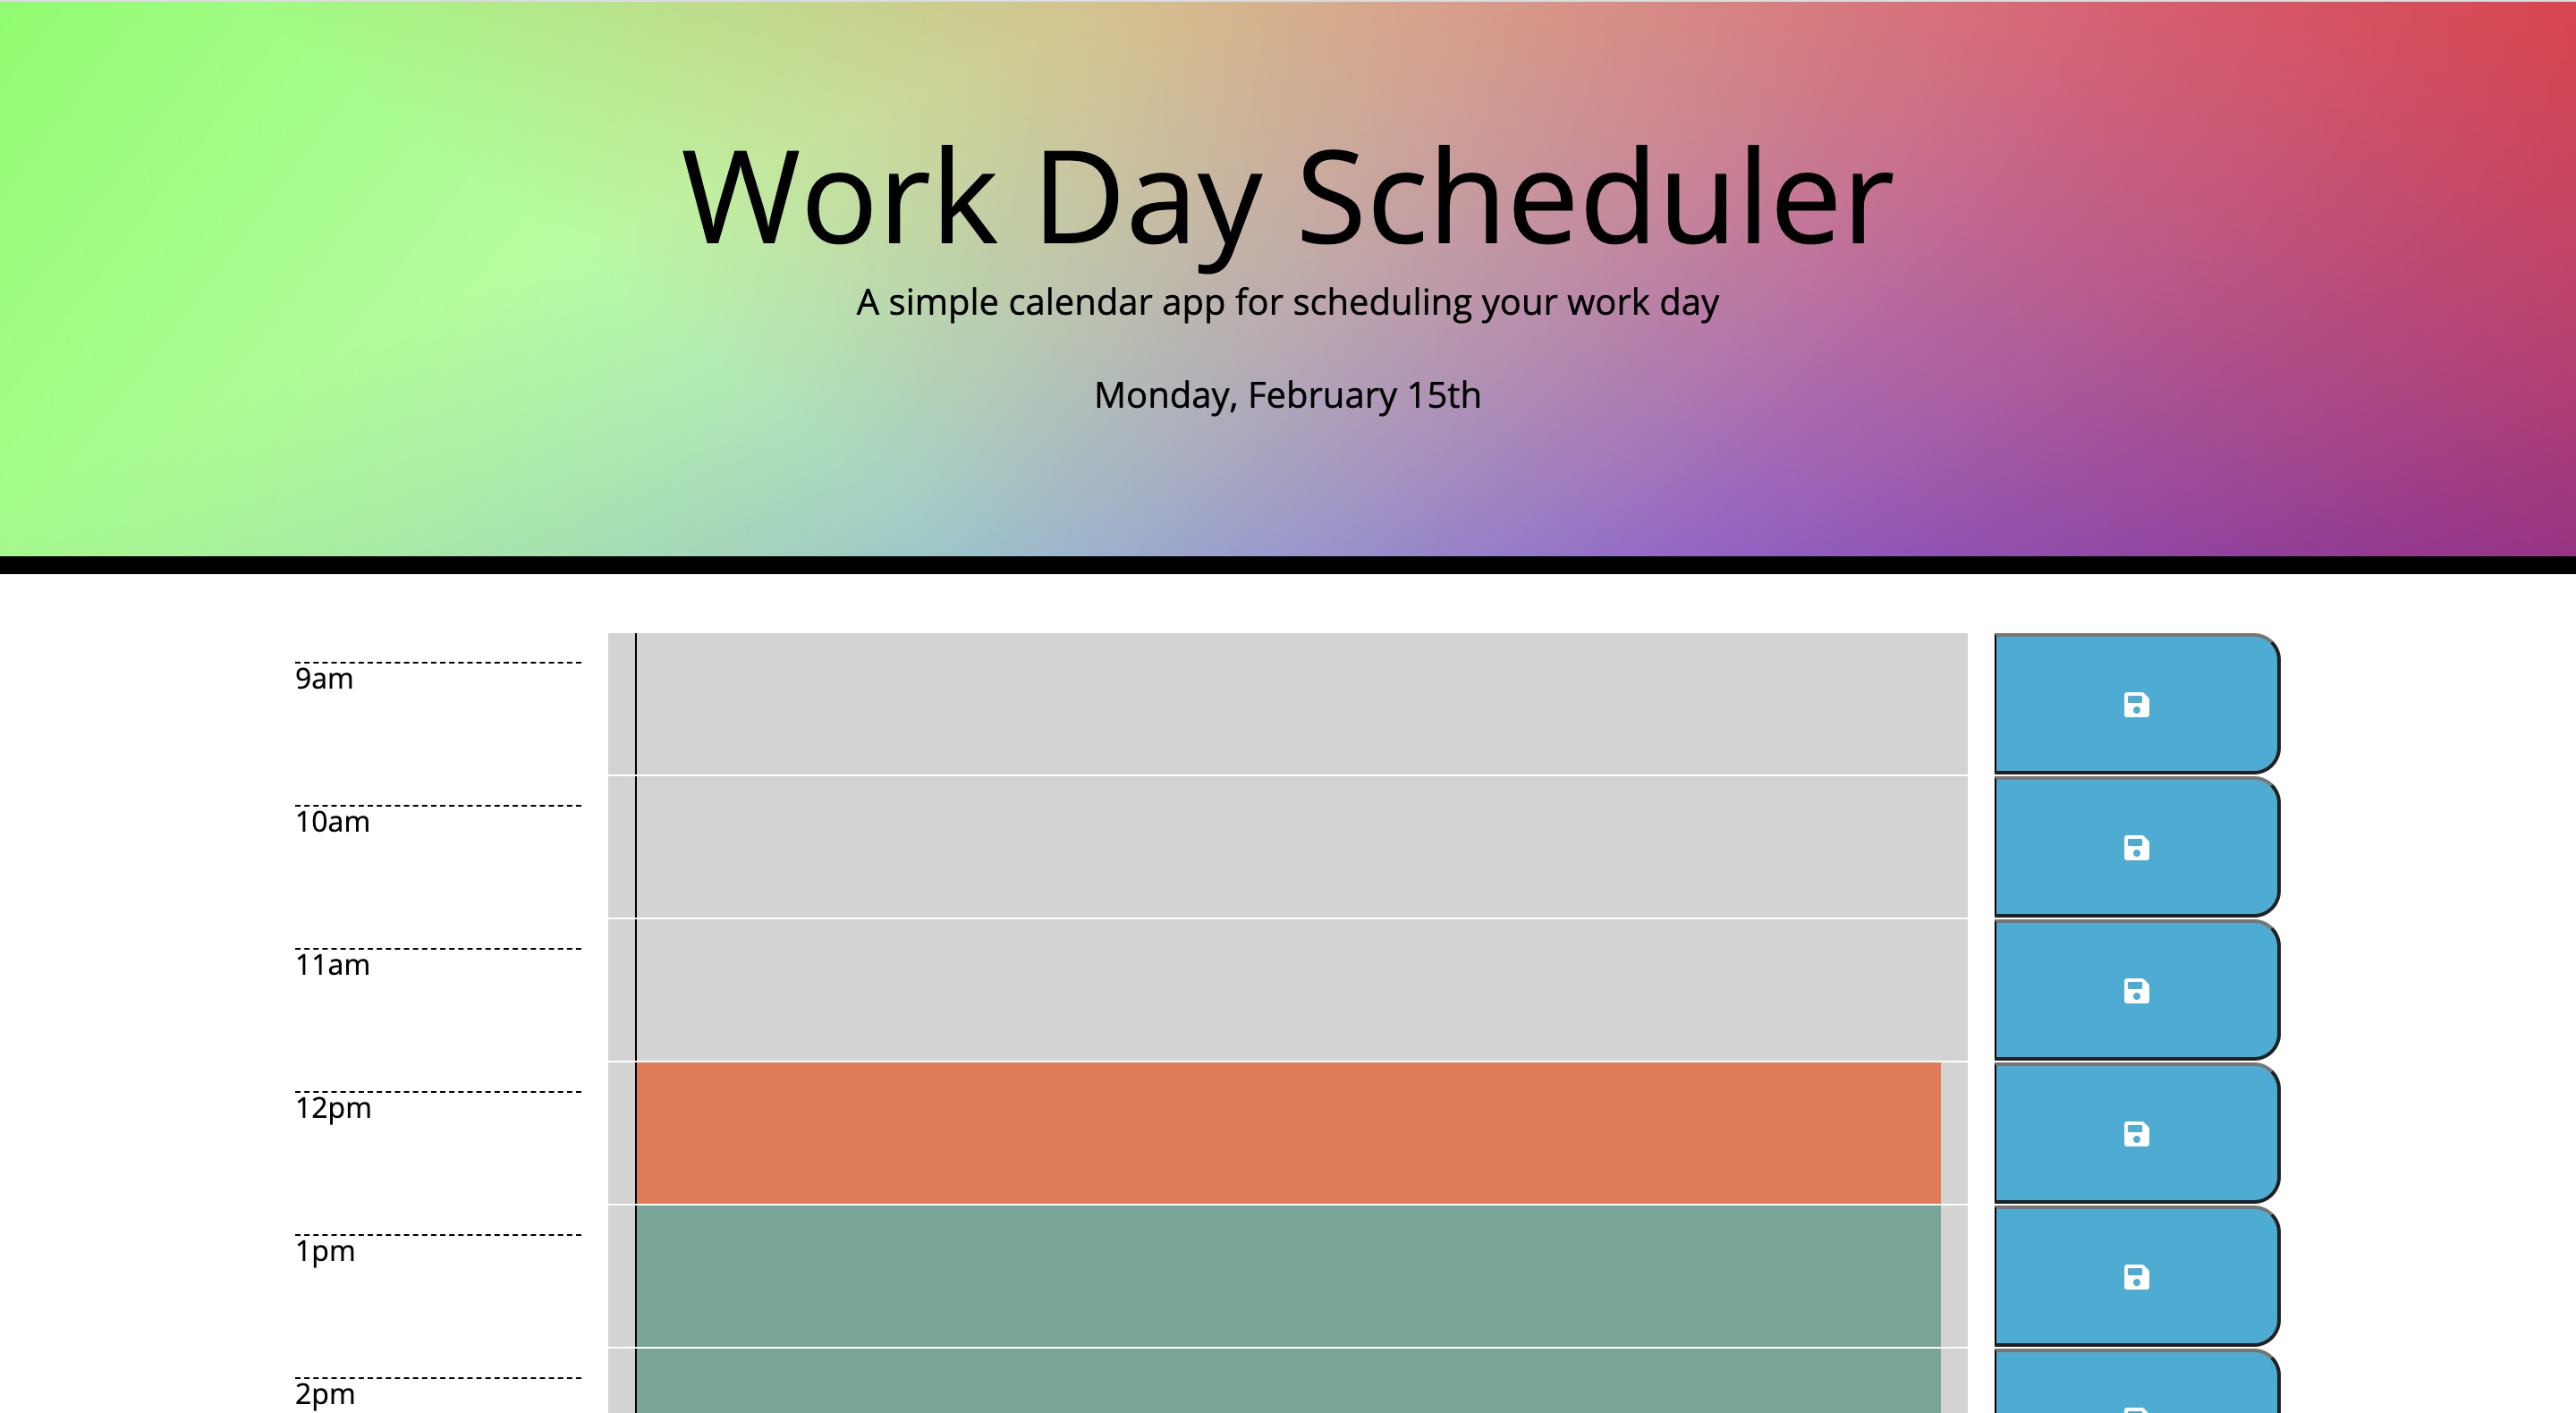 Work Day Scheduler
A simple calendar app for scheduling your work day
Monday, February 15th
9am
10am
11am
12pm
1pm
2pm